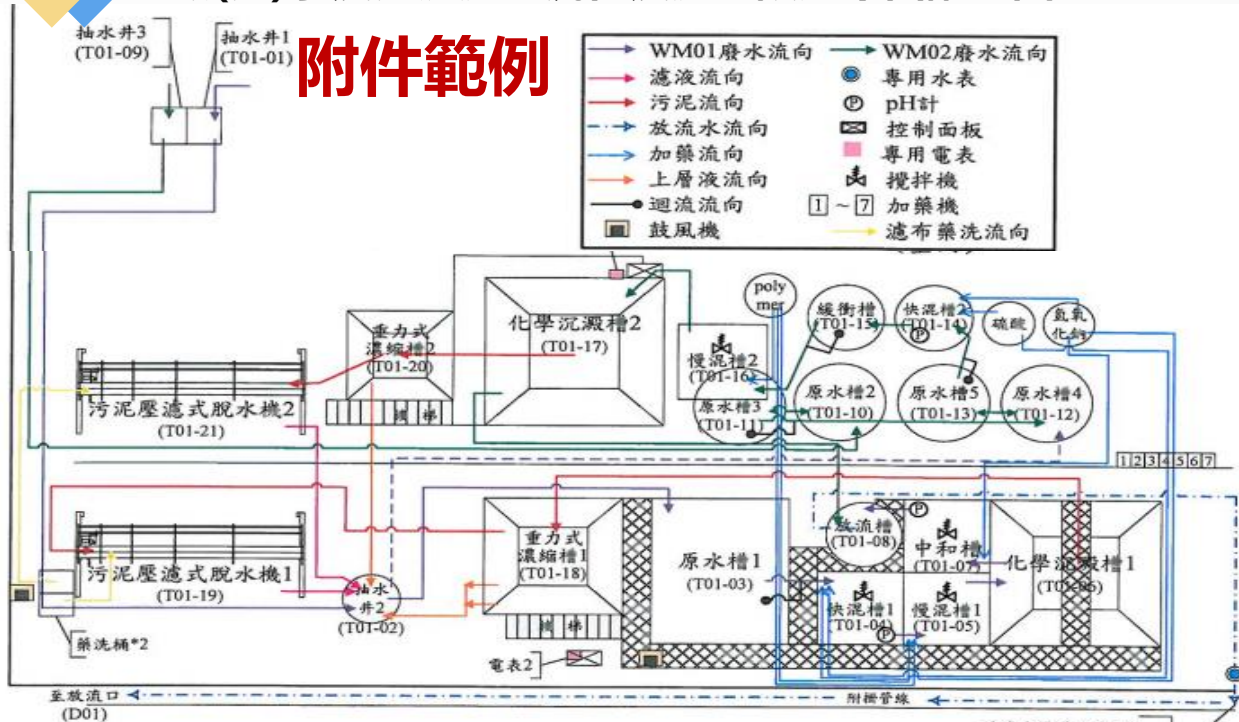 抽水井3
(T01-09)
抽水井1
(T01-01)
附件範例
WM01廢水流向
WM02廢水流向
濾液流向
專用水表
污泥流向
P
pH計
放流水流向
控制面板
加藥流向
專用電表
上層液流向
攪拌機
迴流流向
1~7 加藥機
鼓風機
濾布藥洗流向
重力式
濃縮槽2
(T01-20)
化學沉澱槽2
(T01-17)
poly
mer
緩衝槽
(T01-15)
快混槽2
(T01-14)
P
硫酸
氫氧
化鈉
慢混槽2
(T01-16)
污泥壓濾式脫水機2
(T01-21)
原水槽3
(T01-11)
原水槽2
(T01-10)
原水槽5
(T01-13)
原水槽4
(T01-12)
1 2 3 4 5 6 7
污泥壓濾式脫水機1
(T01-19)
抽水
井2
(T01-02)
重力式
濃縮槽1
(T01-18)
原水槽1
(T01-03)
放流槽
(T01-08)
P
中和槽
(T01-07)
化學沉澱槽1
(T01-06)
快混槽1
(T01-04)
慢混槽1
(T01-05)
P
藥洗桶*2
電表2
至放流口
(D01)
附掛管線